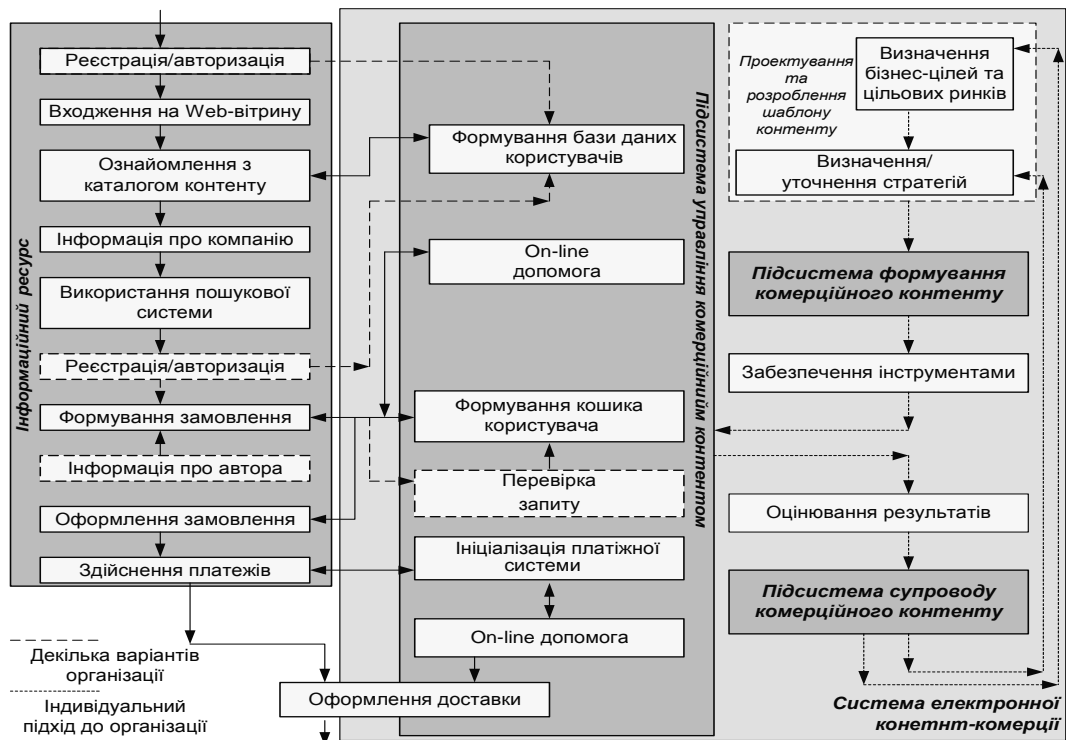 Інформаційний ресурс
Реєстрація/авторизація
Входження на Web-вітрину
Ознайомлення з
каталогом контенту
Інформація про компанію
Використання пошукової
системи
Реєстрація/авторизація
Формування замовлення
Інформація про автора
Оформлення замовлення
Здійснення платежів
Декілька варіантів
організації
Індивидуальний
підхід до організації
Підсистема управління комерційнийм контентом
Формування бази даних
користувачів
On-line
допомога
Формування кошика
користувача
Перевірка
запиту
Ініціалізація платіжної
системи
On-line допомога
Оформлення доставки
Проектування
та
розроблення
шаблону
контенту
Визначення
бізнес-цілей та
цільових ринків
Визначення/
уточнення стратегій
Підсистема формування
комерційного контенту
Забезпечення інструментами
Оцінювання результатів
Підсистема супроводу
комерційного контенту
Система електронної
конетнт-комерції